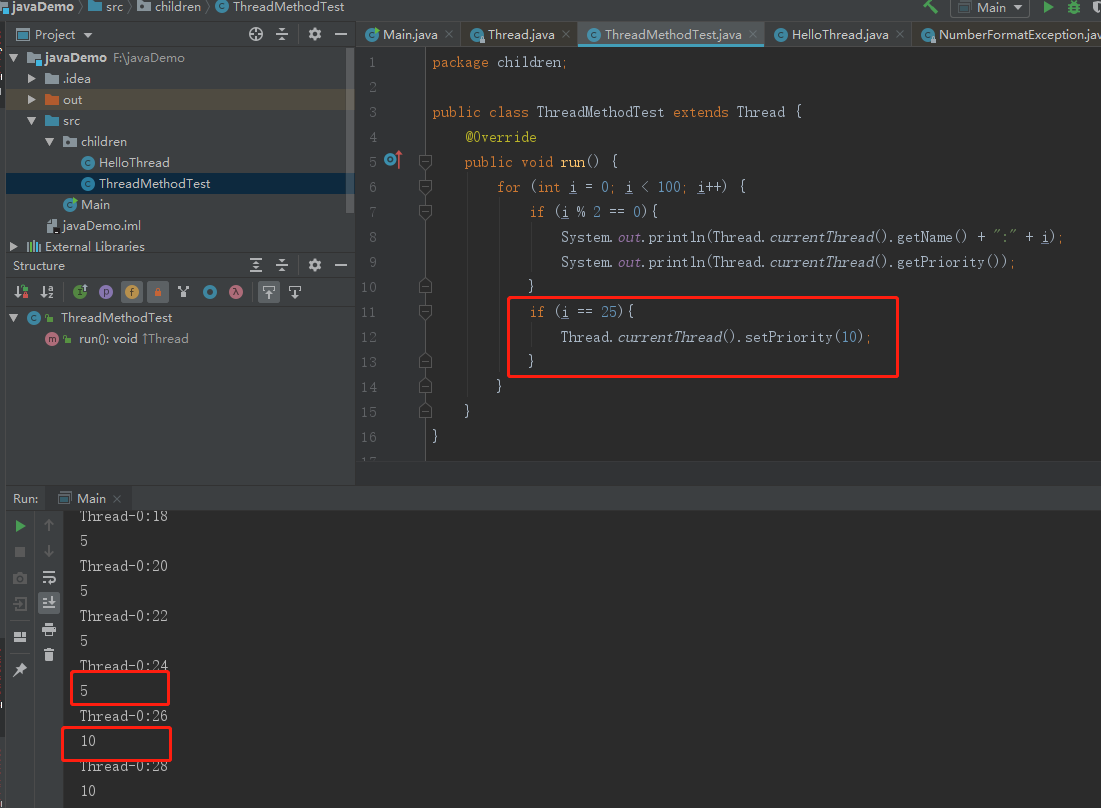 javaDemo src children ThreadMethodTest Main
Project
Main.java Thread.java ThreadMethodTest.java HelloThread.java NumberFormatException.jav
javaDemo F:\javaDemo
.idea
out
src
children
HelloThread
ThreadMethodTest
Main
javaDemo.iml
External Libraries
Structure
ThreadMethodTest
run(): void ↑Thread
1 package children;
2
3 public class ThreadMethodTest extends Thread {
4 @Override
5 public void run() {
6 for (int i = 0; i < 100; i++) {
7 if (i % 2 == 0){
8 System.out.println(Thread.currentThread().getName() + ":" + i);
9 System.out.println(Thread.currentThread().getPriority());
10 }
11 if (i == 25){
12 Thread.currentThread().setPriority(10);
13 }
14 }
15 }
16 }
17
Run: Main
Thread-0:18
5
Thread-0:20
5
Thread-0:22
5
Thread-0:24
5
Thread-0:26
10
Thread-0:28
10